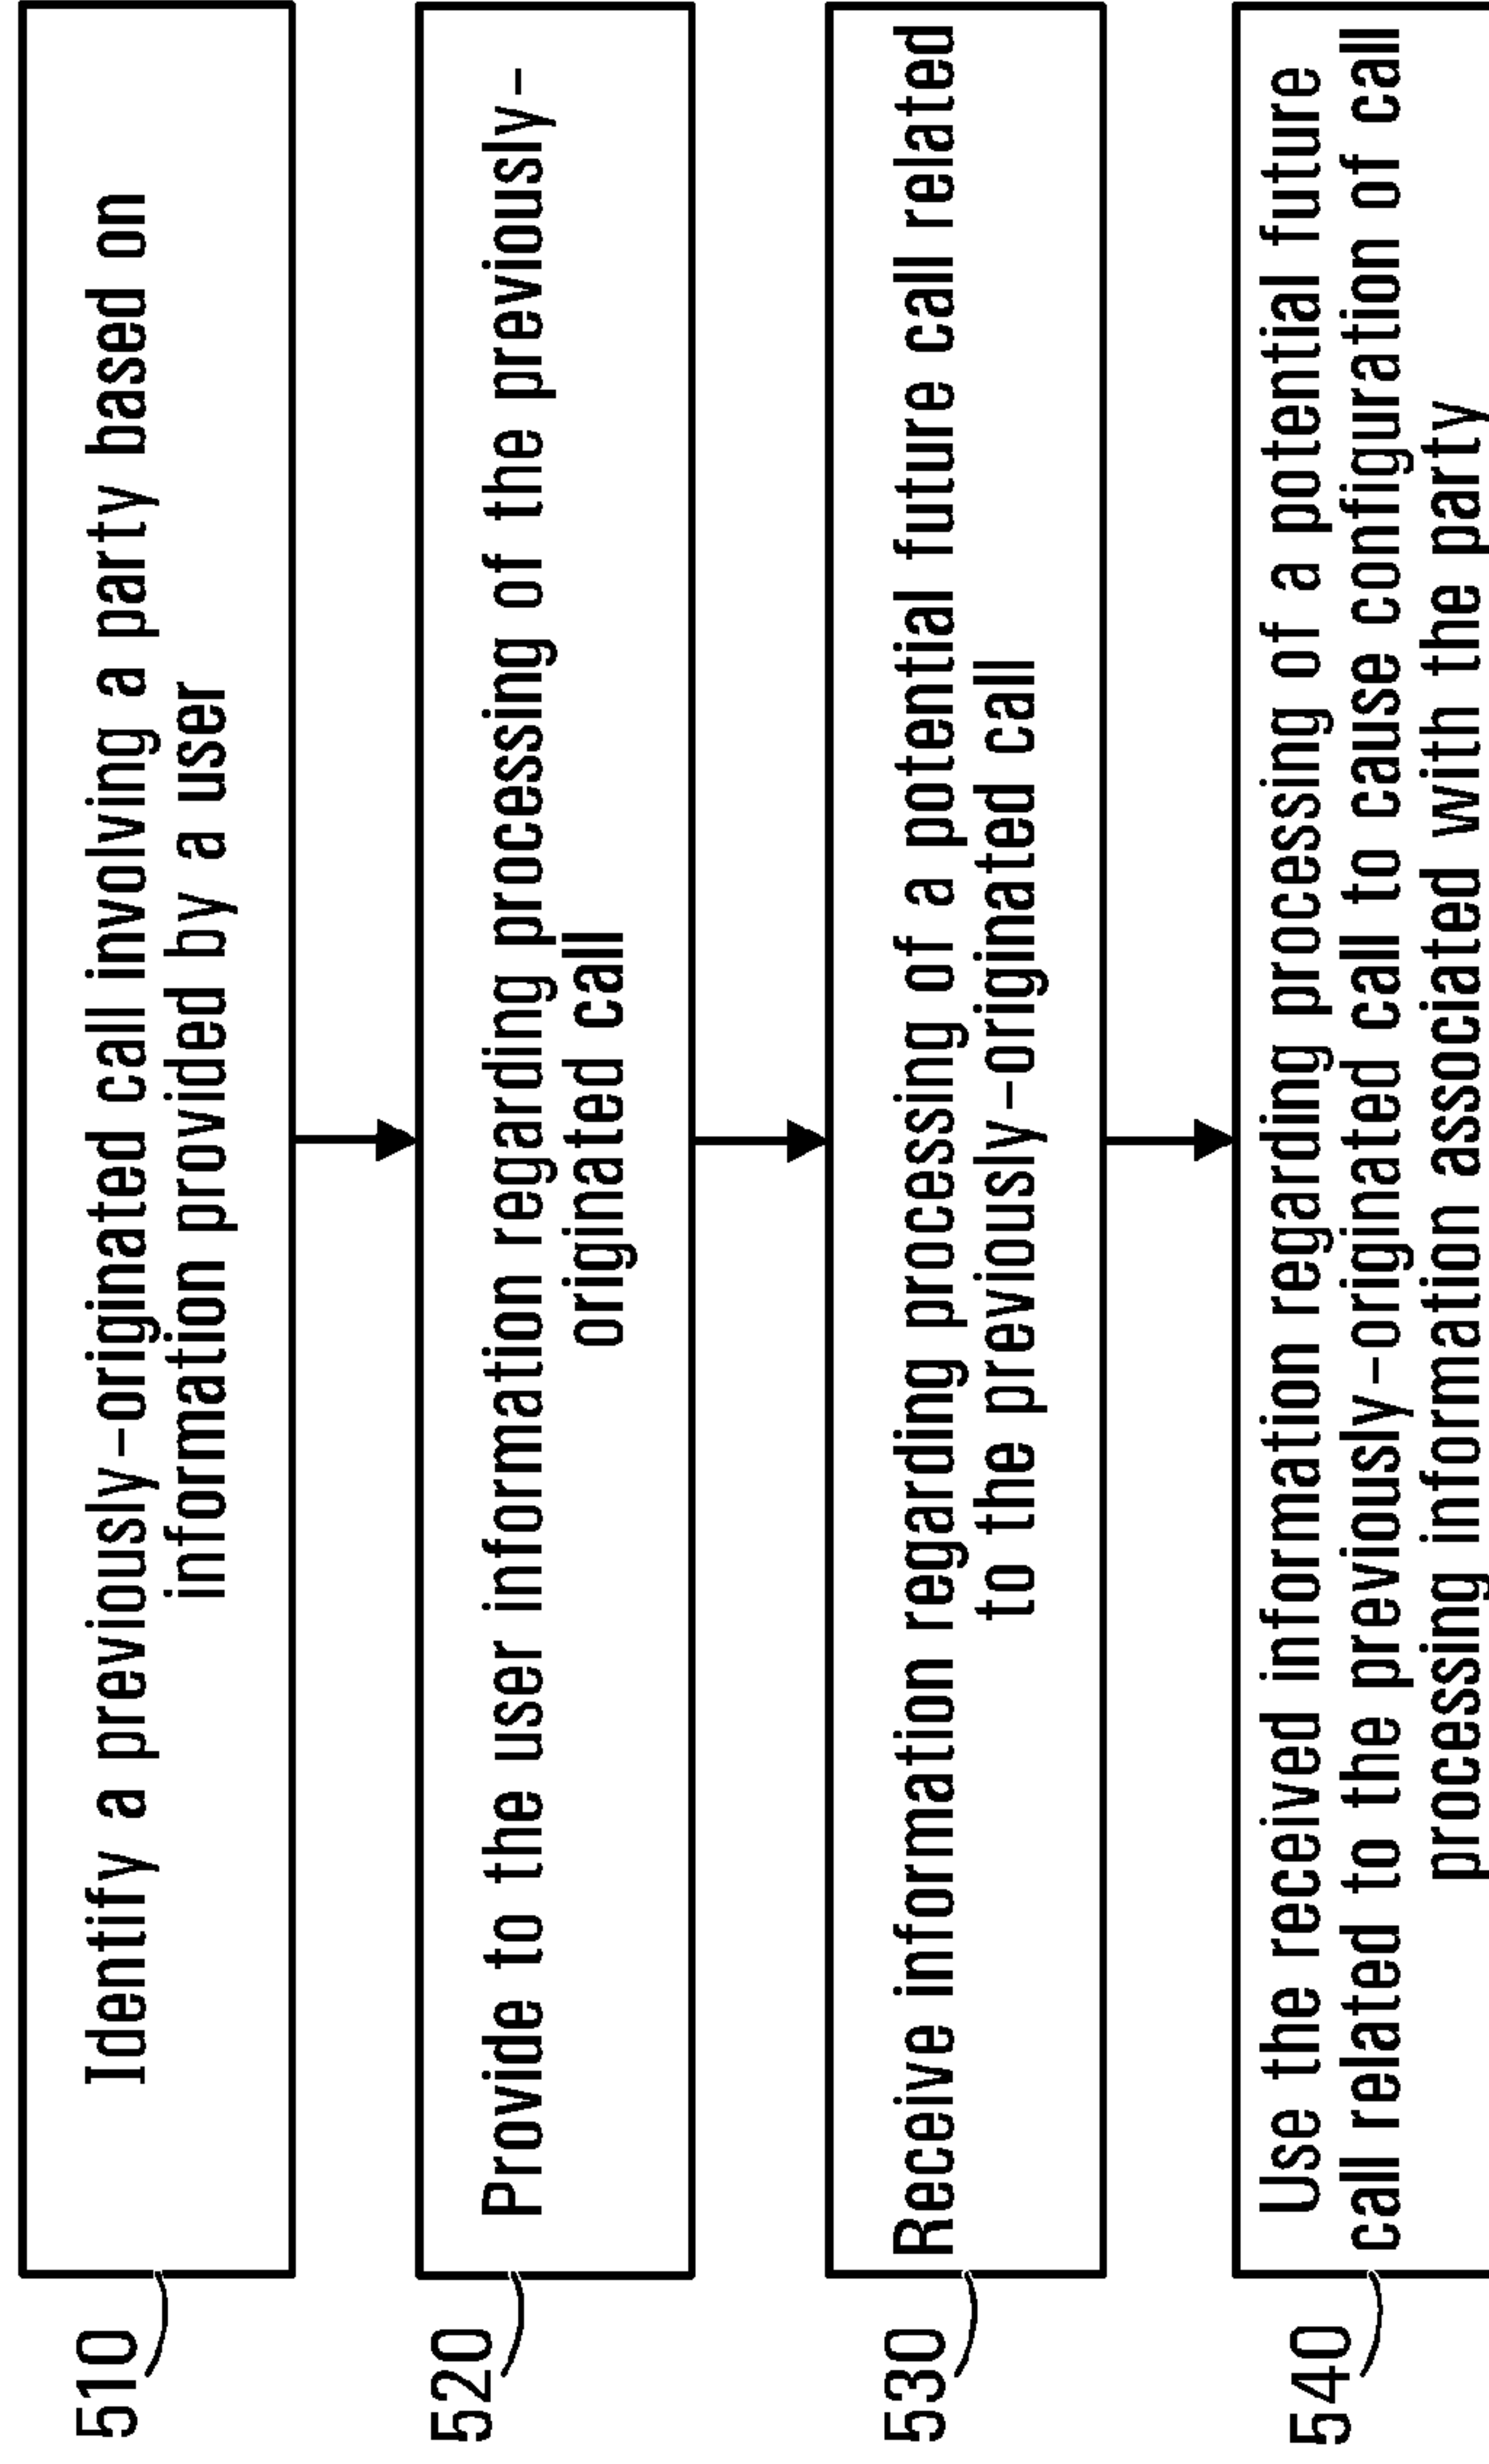 510
Identify a previously-originated call involving a party based on
information provided by a user
520
Provide to the user information regarding processing of the previously-
originated call
530
Receive information regarding processing of a potential future call related
to the previously-originated call
540
Use the received information regarding processing of a potential future
call related to the previously-originated call to cause configuration of call
processing information associated with the party